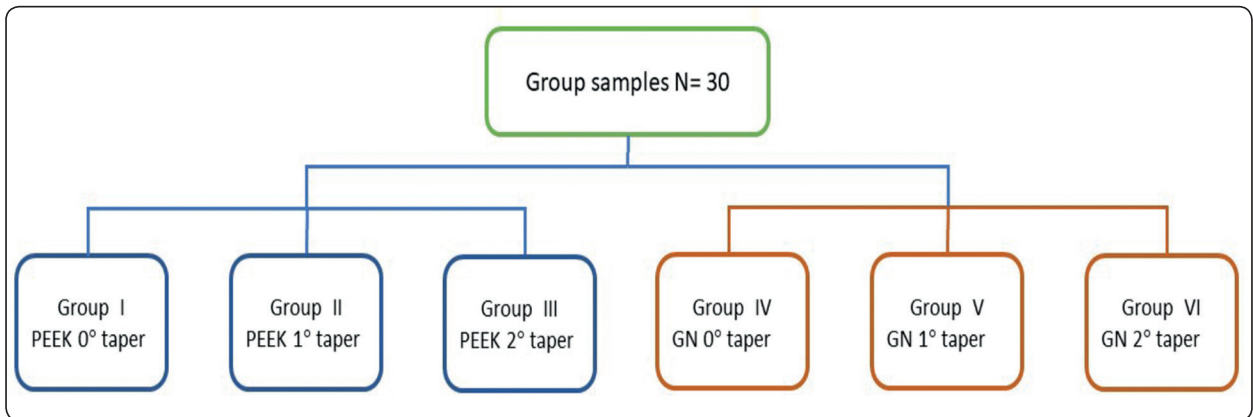 Group samples N= 30
Group I
PEEK 0° taper
Group II
PEEK 1° taper
Group III
PEEK 2° taper
Group IV
GN 0° taper
Group V
GN 1° taper
Group VI
GN 2° taper